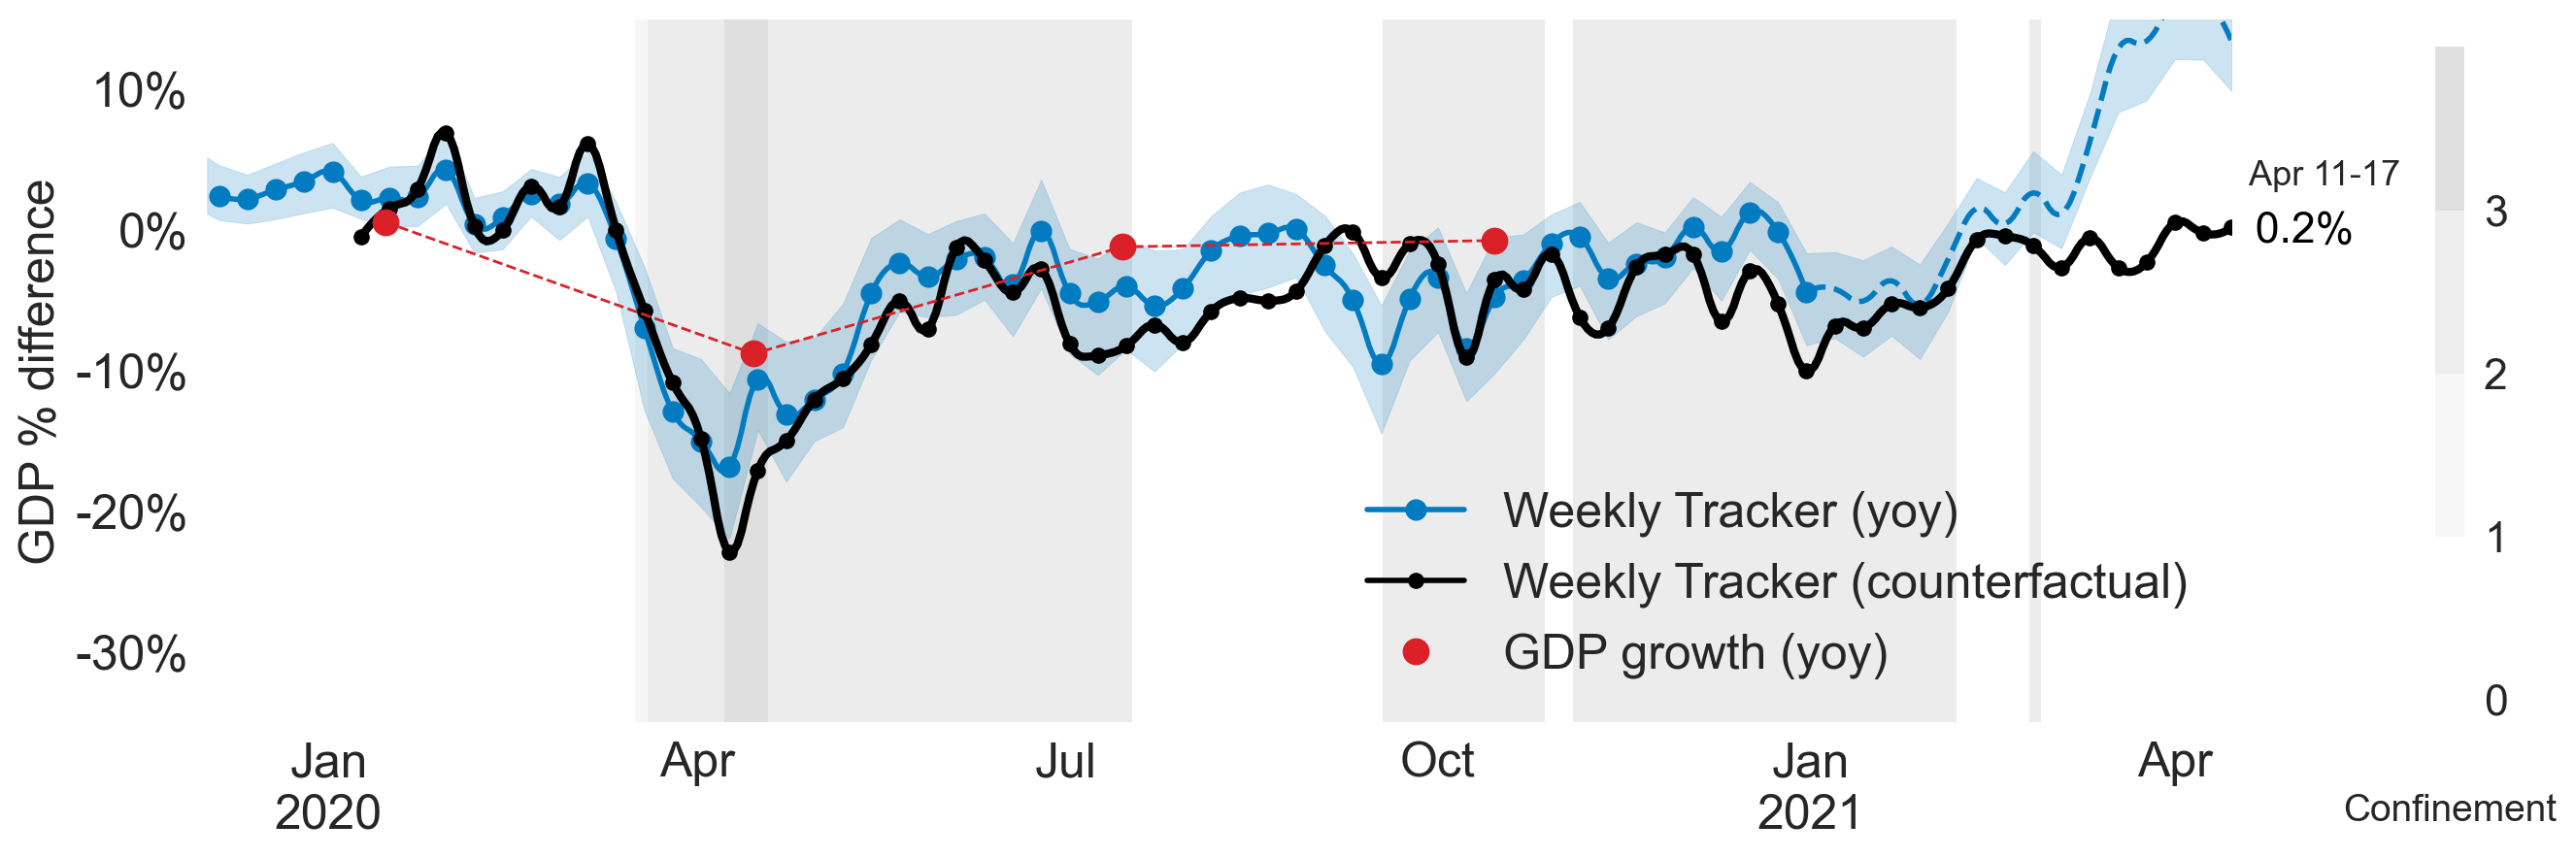 GDP % difference
10%
0%
-10%
-20%
-30%
Jan
2020
Apr
Jul
Oct
Jan
2021
Apr
Weekly Tracker (yoy)
Weekly Tracker (counterfactual)
GDP growth (yoy)
Apr 11-17
0.2%
3
2
1
0
Confinement